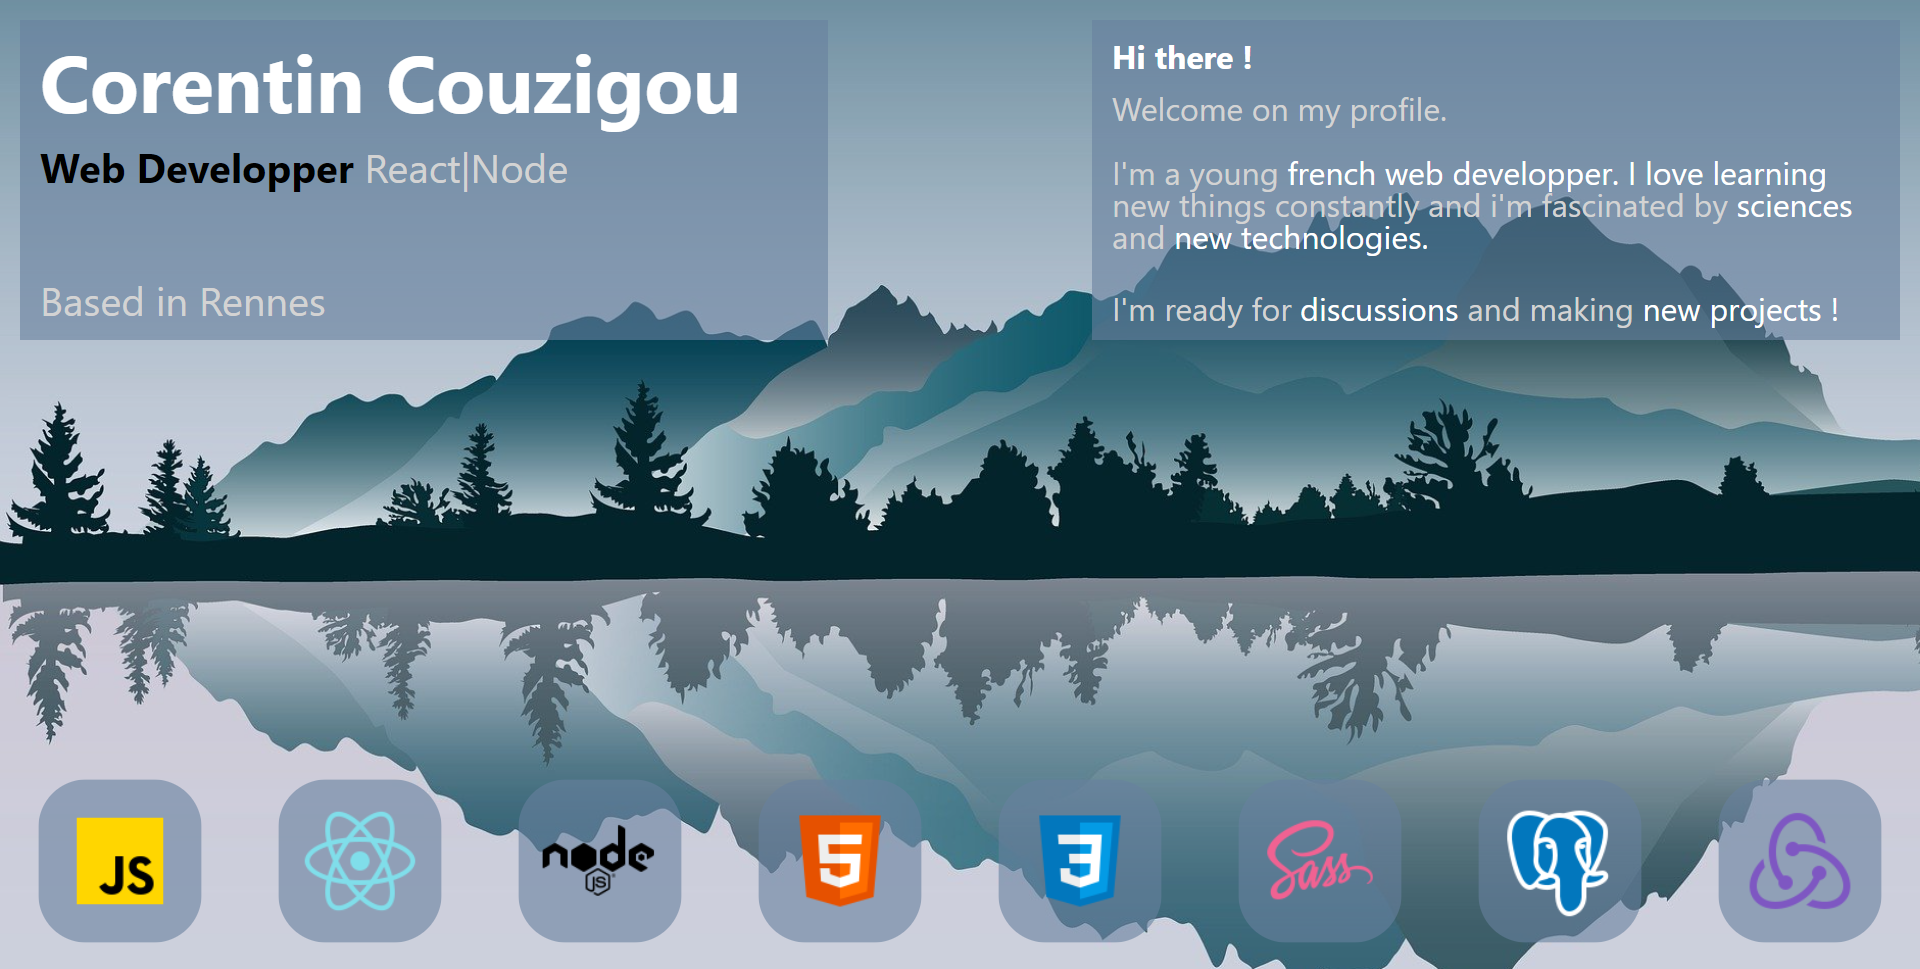 Corentin Couzigou
Web Developper React|Node
Based in Rennes
Hi there !
Welcome on my profile.
I'm a young french web developper. I love learning
new things constantly and i'm fascinated by sciences
and new technologies.
I'm ready for discussions and making new projects !
JS
node
JS
5
3
Sass